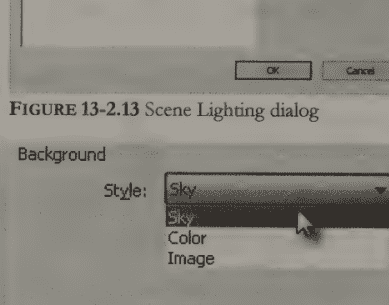 OK Cancel
FIGURE 13-2.13 Scene Lighting dialog
Background
Style: Sky
Sky
Color
Image